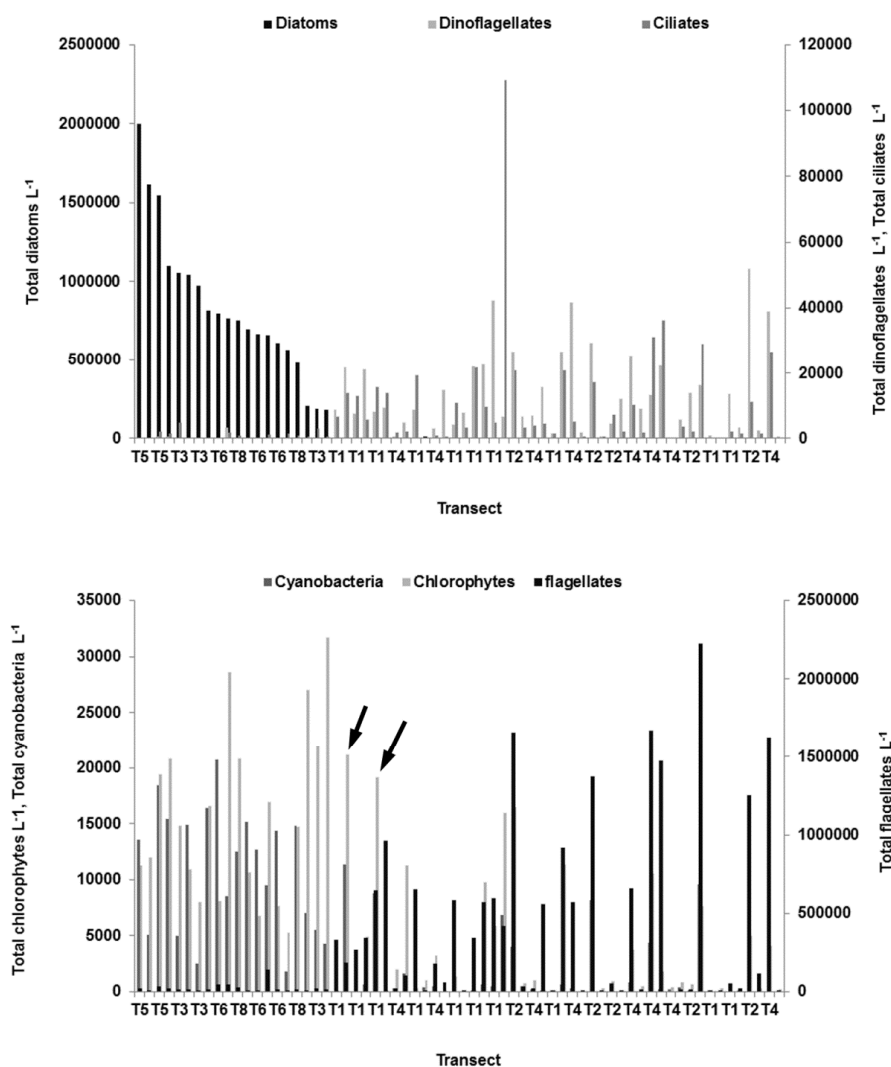 Diatoms Dinoflagellates Ciliates
2500000
2000000
1500000
1000000
500000
0
Total diatoms L-1
120000
100000
80000
60000
40000
20000
0
Total dinoflagellates L-1, Total ciliates L-1
T5 T5 T3 T3 T6 T8 T6 T6 T8 T3 T1 T1 T1 T4 T1 T4 T1 T1 T1 T2 T4 T1 T4 T2 T2 T4 T4 T4 T2 T1 T1 T2 T4
Transect
Cyanobacteria Chlorophytes flagellates
35000
30000
25000
20000
15000
10000
5000
0
Total chlorophytes L-1, Total cyanobacteria L-1
2500000
2000000
1500000
1000000
500000
0
Total flagellates L-1
T5 T5 T3 T3 T6 T8 T6 T6 T8 T3 T1 T1 T1 T4 T1 T4 T1 T1 T1 T2 T4 T1 T4 T2 T2 T4 T4 T4 T2 T1 T1 T2 T4
Transect